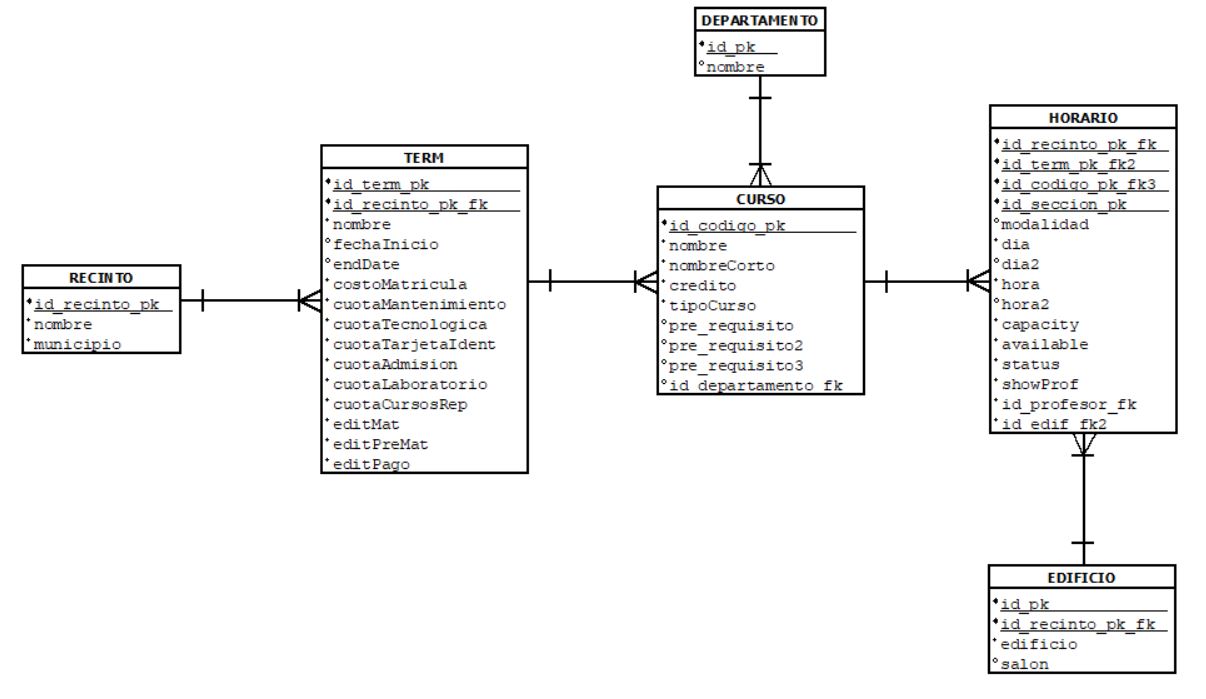 DEPARTAMENTO
id_pk
nombre
HORARIO
id_recinto_pk_fk
id_term_pk_fk2
id_codigo_pk_fk3
id_seccion_pk
modalidad
dia
dia2
hora
hora2
capacity
available
status
showProf
id_profesor_fk
id_edif_fk2
TERM
id_term_pk
id_recinto_pk_fk
nombre
fechaInicio
endDate
costoMatricula
cuotaMantenimiento
cuotaTecnologica
cuotaTarjetaIdent
cuotaAdmision
cuotaLaboratorio
cuotaCursosRep
editMat
editPreMat
editPago
CURSO
id_codigo_pk
nombre
nombreCorto
credito
tipoCurso
pre_requisito
pre_requisito2
pre_requisito3
id_departamento_fk
RECINTO
id_recinto_pk
nombre
municipio
EDIFICIO
id_pk
id_recinto_pk_fk
edificio
salon